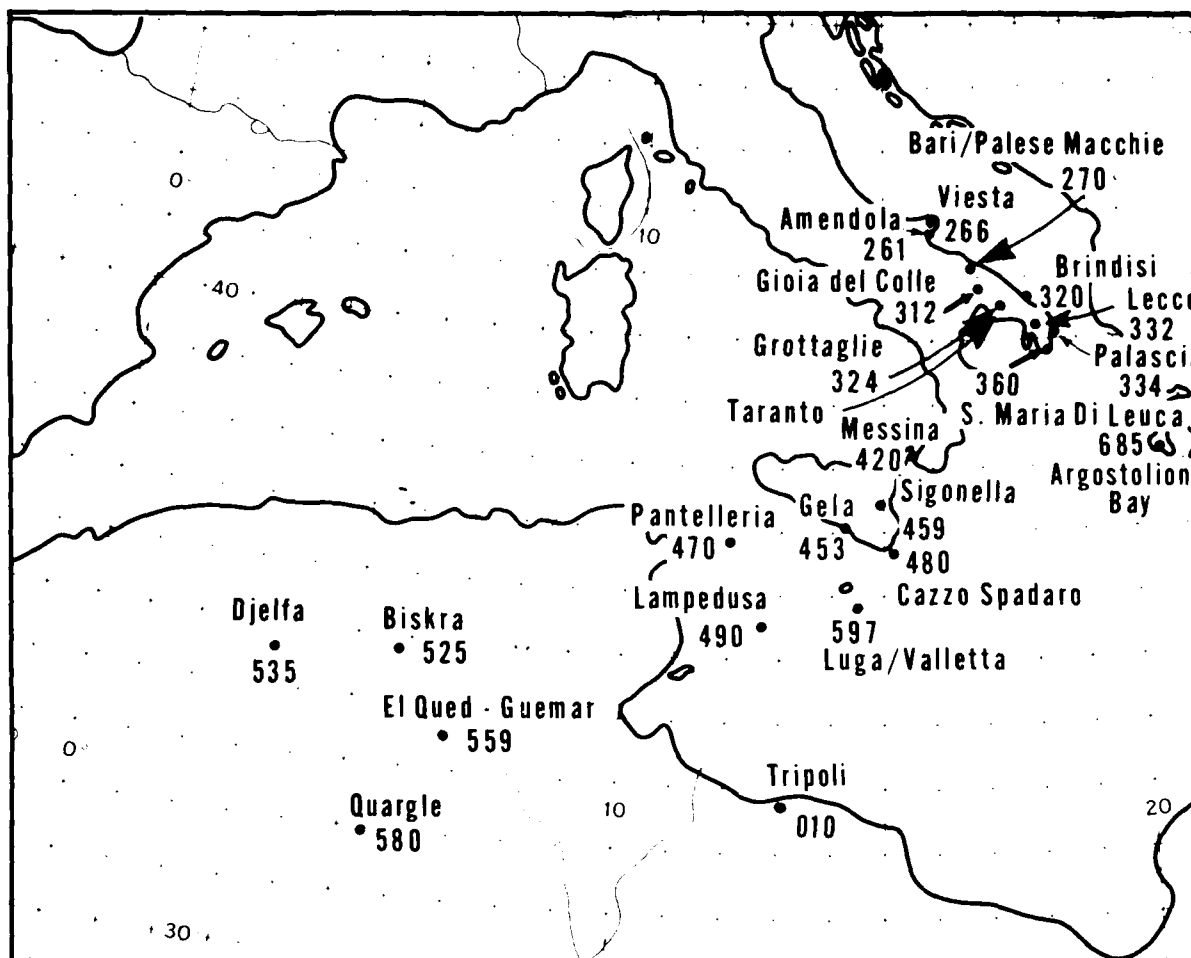 Bari/Palese Macchie
270
0
Viesta
266
Amendola
261
10
Brindisi
320
Gioia del Colle
312
40
Lecce
332
Grottaglie
324
360
334
Taranto
S. Maria Di Leuca
Messina
420
685
Argostolion
Bay
Sigonella
459
Gela
453
Pantelleria
470
480
Cazzo Spadaro
Lampedusa
490
597
Luga/Valletta
Djelfa
535
Biskra
525
El Qued - Guemar
559
0
Tripoli
010
10
20
Quargle
580
30